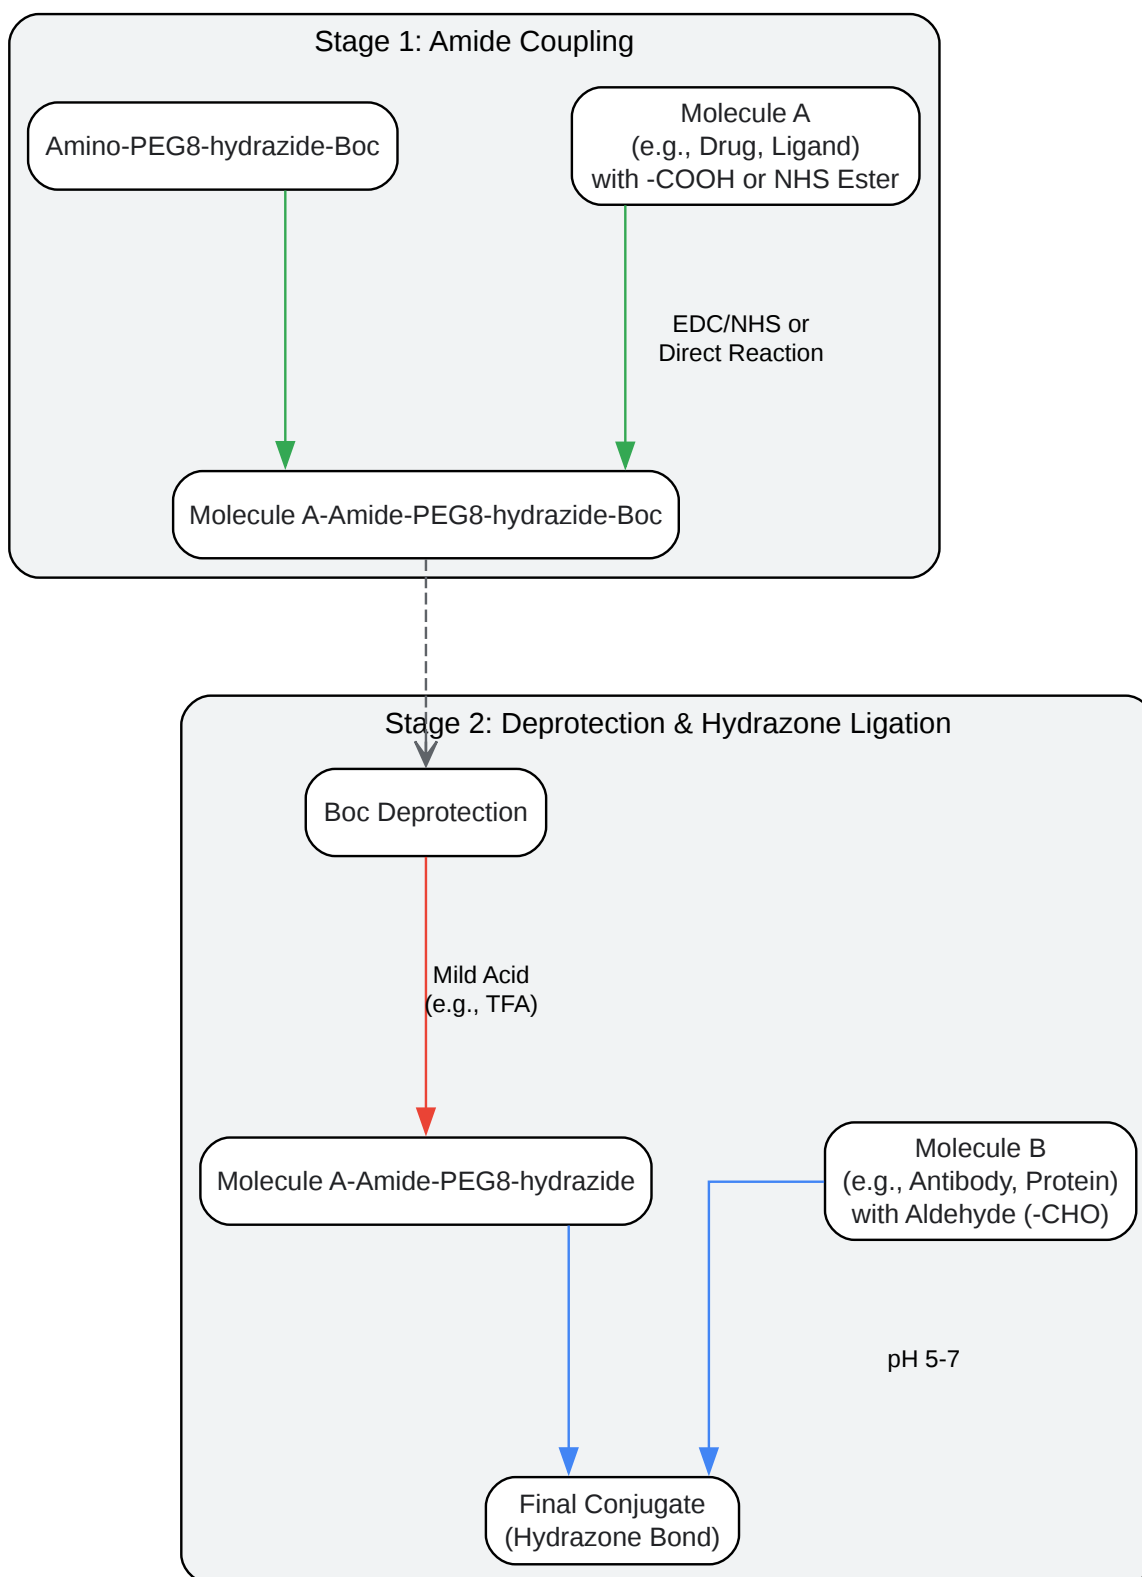 Stage 1: Amide Coupling
Amino-PEG8-hydrazide-Boc
Molecule A
(e.g., Drug, Ligand)
with -COOH or NHS Ester
EDC/NHS or
Direct Reaction
Molecule A-Amide-PEG8-hydrazide-Boc
Stage 2: Deprotection & Hydrazone Ligation
Boc Deprotection
Mild Acid
(e.g., TFA)
Molecule A-Amide-PEG8-hydrazide
Molecule B
(e.g., Antibody, Protein)
with Aldehyde (-CHO)
pH 5-7
Final Conjugate
(Hydrazone Bond)